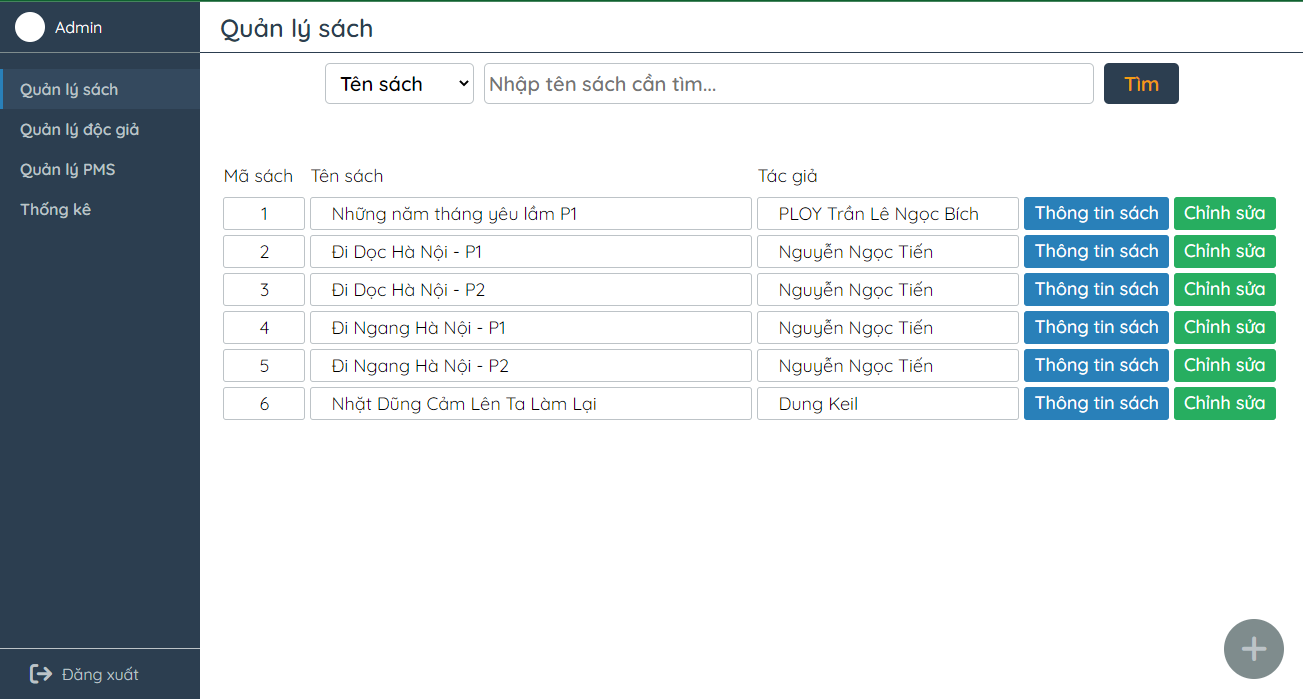 Admin
Quản lý sách
Quản lý độc giả
Quản lý PMS
Thống kê
Đăng xuất
Quản lý sách
Tên sách Nhập tên sách cần tìm... Tìm
Mã sách Tên sách Tác giả
1 Những năm tháng yêu lầm P1 PLOY Trần Lê Ngọc Bích Thông tin sách Chỉnh sửa
2 Đi Dọc Hà Nội - P1 Nguyễn Ngọc Tiến Thông tin sách Chỉnh sửa
3 Đi Dọc Hà Nội - P2 Nguyễn Ngọc Tiến Thông tin sách Chỉnh sửa
4 Đi Ngang Hà Nội - P1 Nguyễn Ngọc Tiến Thông tin sách Chỉnh sửa
5 Đi Ngang Hà Nội - P2 Nguyễn Ngọc Tiến Thông tin sách Chỉnh sửa
6 Nhặt Dũng Cảm Lên Ta Làm Lại Dung Keil Thông tin sách Chỉnh sửa